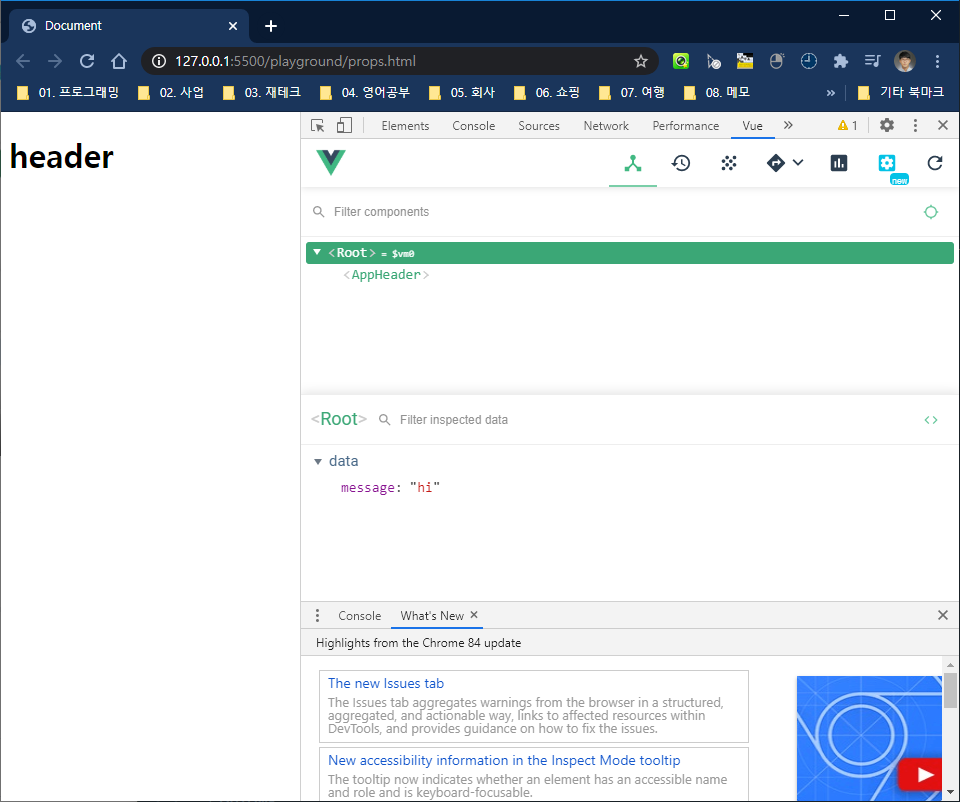 Document
127.0.0.1:5500/playground/props.html
01. 프로그래밍 02. 사업 03. 재테크 04. 영어공부 05. 회사 06. 쇼핑 07. 여행 08. 메모 » 기타 북마크
header
Elements Console Sources Network Performance Vue » 1
new
Filter components
<Root> = $vm0
<AppHeader>
<Root> Filter inspected data
data
message: "hi"
Console What's New
Highlights from the Chrome 84 update
The new Issues tab
The Issues tab aggregates warnings from the browser in a structured,
aggregated, and actionable way, links to affected resources within
DevTools, and provides guidance on how to fix the issues.
New accessibility information in the Inspect Mode tooltip
The tooltip now indicates whether an element has an accessible name
and role and is keyboard-focusable.